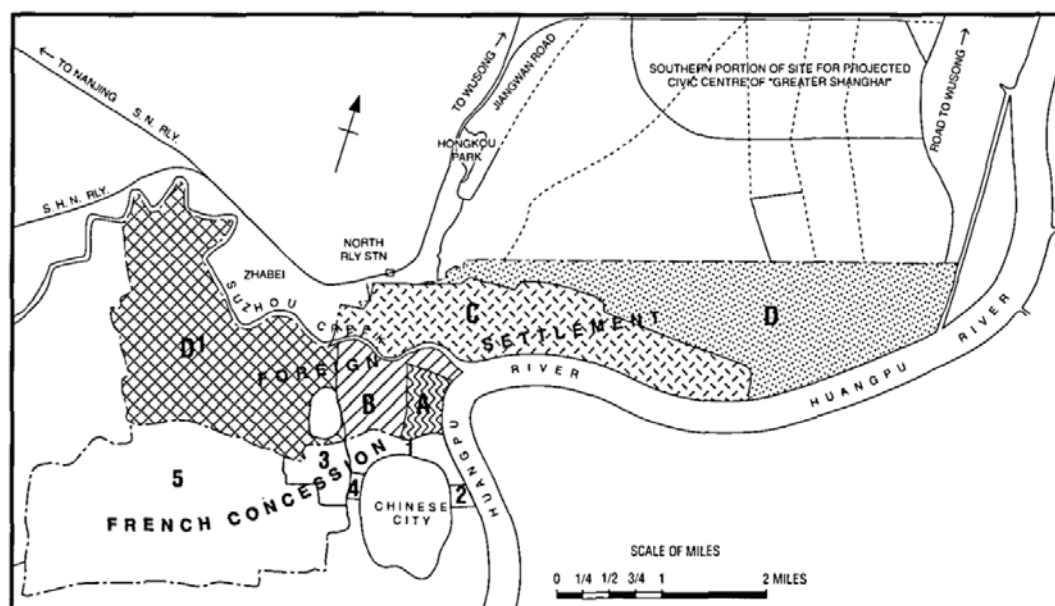 ← TO NANJING
S. N. RLY.
S.H.N. RLY.
TO WUSONG →
JIANGWAN ROAD
HONGKOU
PARK
SOUTHERN PORTION OF SITE FOR PROJECTED
CIVIC CENTRE OF "GREATER SHANGHAI"
ROAD TO WUSONG →
NORTH
RLY STN
ZHABEI
SUZHOU CREEK
FOREIGN SETTLEMENT
D¹
C
D
B
A
HUANGPU RIVER
RIVER
HUANGPU
1
3
5
4
2
FRENCH CONCESSION
CHINESE
CITY
SCALE OF MILES
0 1/4 1/2 3/4 1 2 MILES